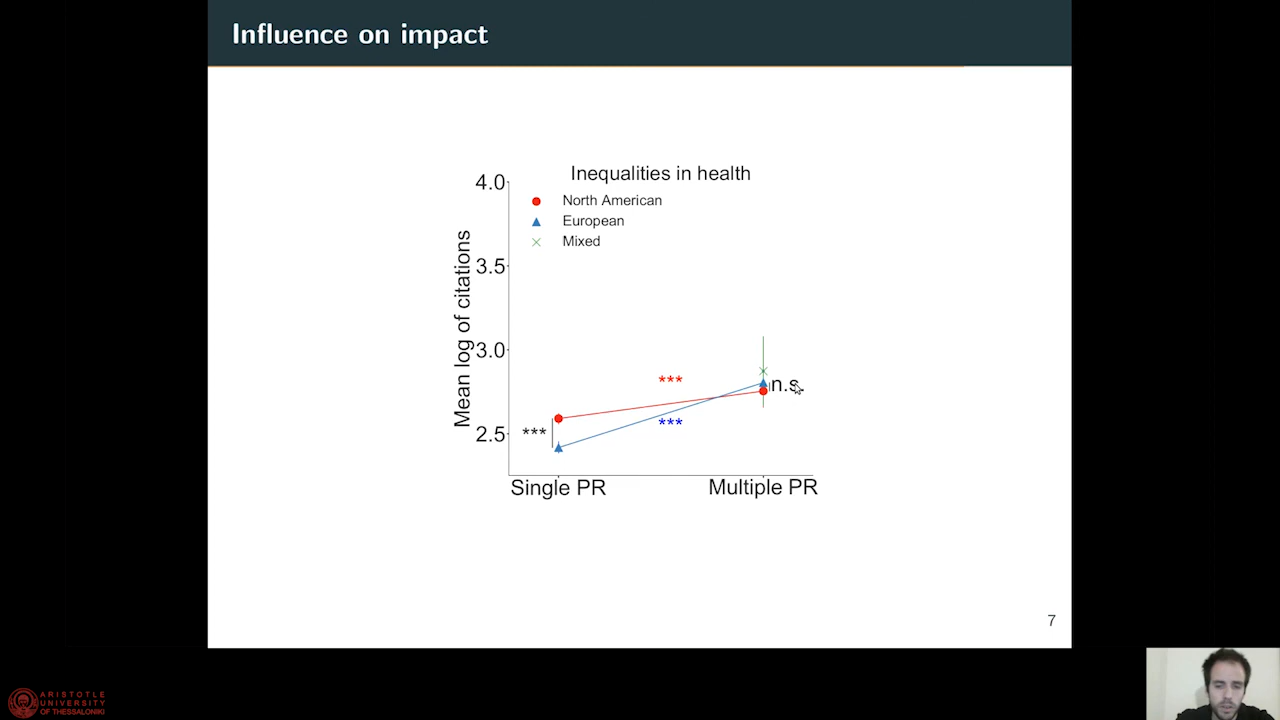 Influence on impact
Inequalities in health
4.0
North American
European
Mixed
3.5
Mean log of citations
3.0
***
n.s.
***
***
2.5
Single PR
Multiple PR
7
ARISTOTLE
UNIVERSITY
OF THESSALONIKI